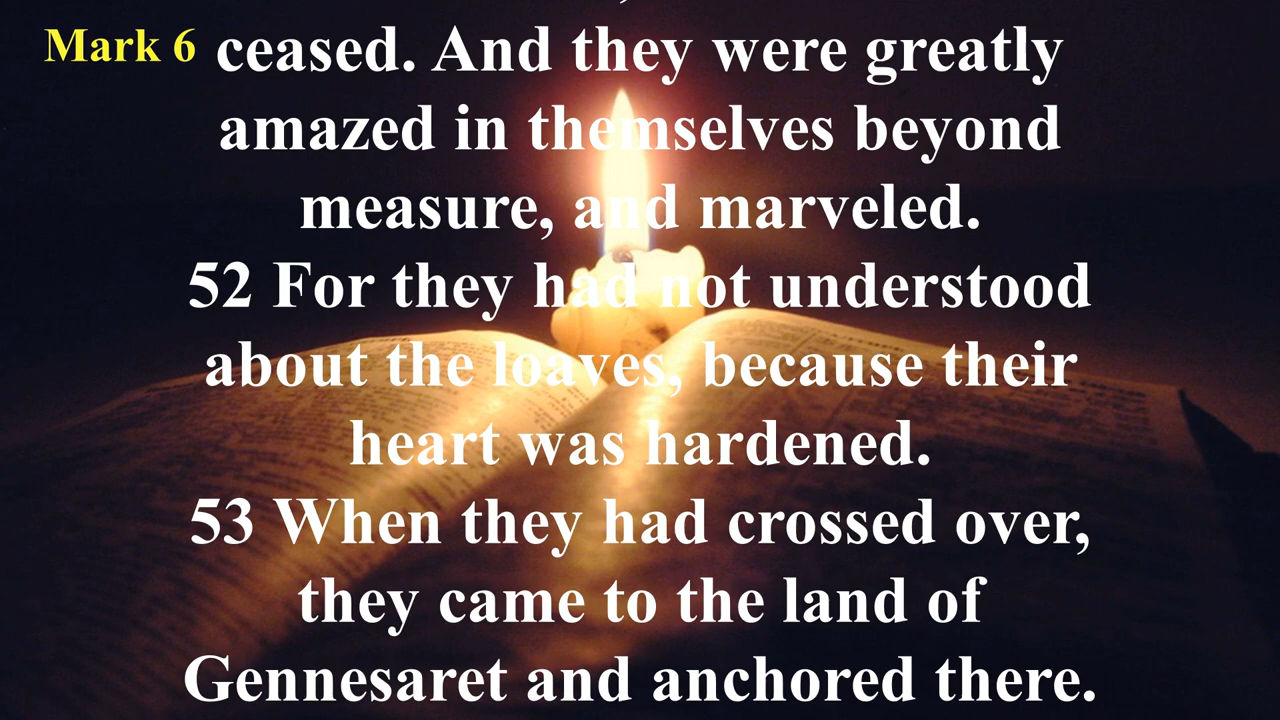 Mark 6
ceased. And they were greatly
amazed in themselves beyond
measure, and marveled.
52 For they had not understood
about the loaves, because their
heart was hardened.
53 When they had crossed over,
they came to the land of
Gennesaret and anchored there.